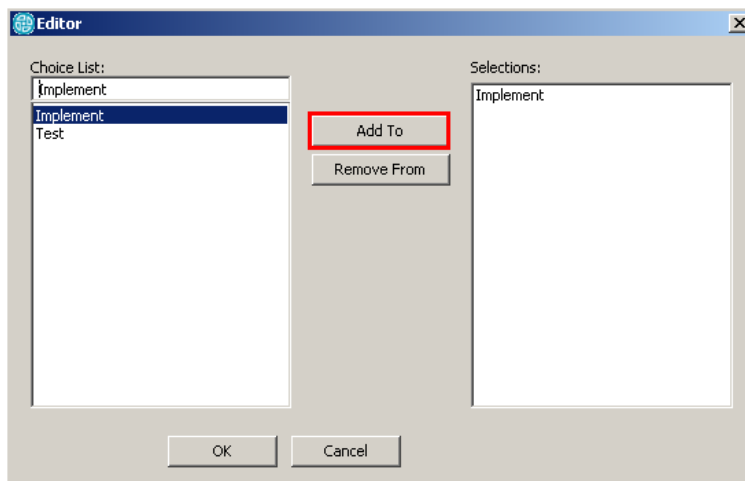 Editor
Choice List:
Implement
Implement
Test
Add To
Remove From
Selections:
Implement
OK
Cancel